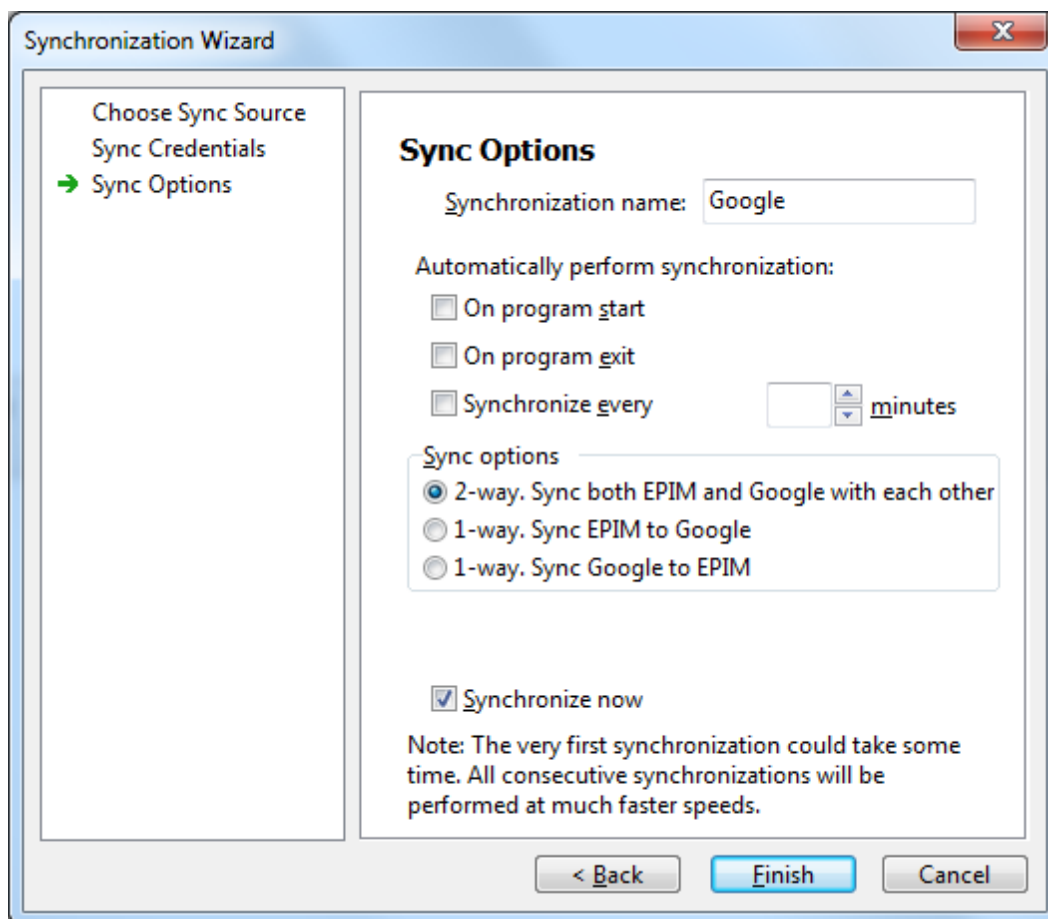 Synchronization Wizard
Choose Sync Source
Sync Credentials
Sync Options
Sync Options
Synchronization name: Google
Automatically perform synchronization:
On program start
On program exit
Synchronize every minutes
Sync options
2-way. Sync both EPIM and Google with each other
1-way. Sync EPIM to Google
1-way. Sync Google to EPIM
Synchronize now
Note: The very first synchronization could take some
time. All consecutive synchronizations will be
performed at much faster speeds.
< Back Finish Cancel